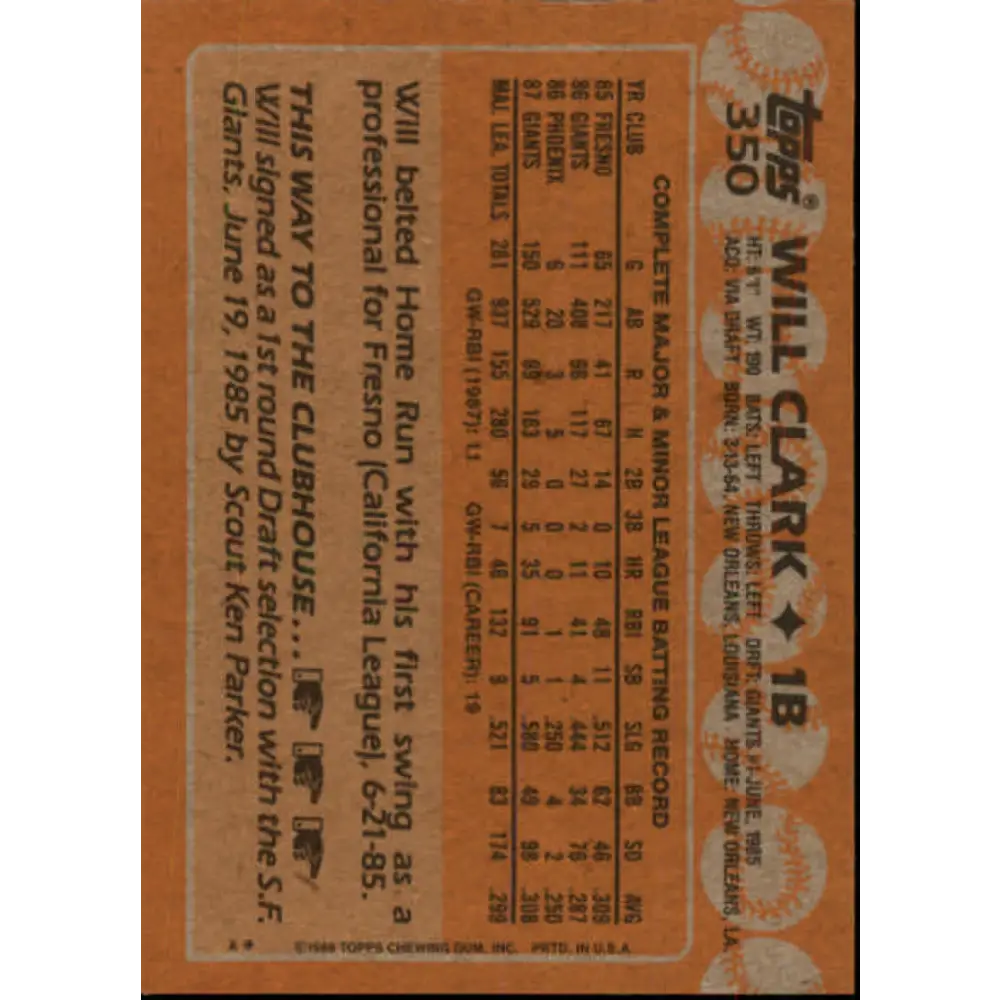 Topps® WILL CLARK ✦ 1B
350 HT: 6'1" WT: 190 BATS: LEFT THROWS: LEFT DRFT: GIANTS #1-JUNE, 1985
ACQ: VIA DRAFT BORN: 3-13-64, NEW ORLEANS, LOUISIANA HOME: NEW ORLEANS, LA.
COMPLETE MAJOR & MINOR LEAGUE BATTING RECORD
YR CLUB G AB R H 2B 3B HR RBI SB SLG BB SO AVG
85 FRESNO 65 217 41 67 14 0 10 48 11 .512 62 46 .309
86 GIANTS 111 408 66 117 27 2 11 41 4 .444 34 76 .287
86 PHOENIX 6 20 3 5 0 0 0 1 1 .250 4 2 .250
87 GIANTS 150 529 89 163 29 5 35 91 5 .580 49 98 .308
MAJ. LEA. TOTALS 261 937 155 280 56 7 46 132 9 .521 83 174 .299
GW-RBI (1987): 11 GW-RBI (CAREER): 19
Will belted Home Run with his first swing as a
professional for Fresno (California League), 6-21-85.
THIS WAY TO THE CLUBHOUSE...
Will signed as a 1st round Draft selection with the S.F.
Giants, June 19, 1985 by Scout Ken Parker.
©1988 TOPPS CHEWING GUM, INC. PRTD. IN U.S.A.